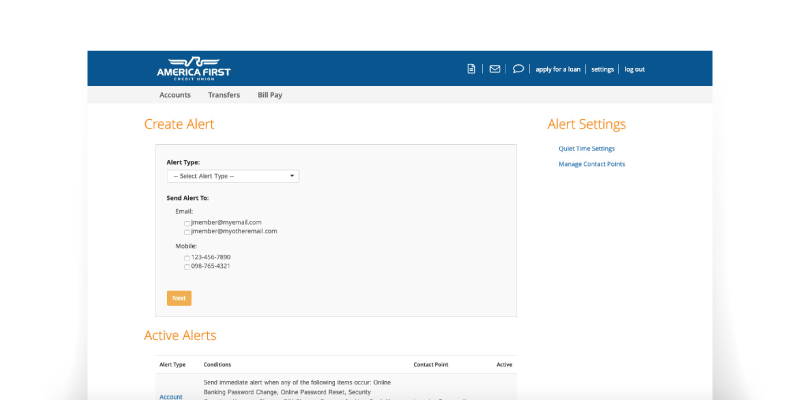 AMERICA FIRST
CREDIT UNION
apply for a loan
settings
log out
Accounts
Transfers
Bill Pay
Create Alert
Alert Type:
-- Select Alert Type --
Send Alert To:
Email:
jmember@myemail.com
jmember@myotheremail.com
Mobile:
123-456-7890
098-765-4321
Next
Alert Settings
Quiet Time Settings
Manage Contact Points
Active Alerts
Alert Type
Conditions
Contact Point
Active
Account
Send immediate alert when any of the following items occur: Online
Banking Password Change, Online Password Reset, Security